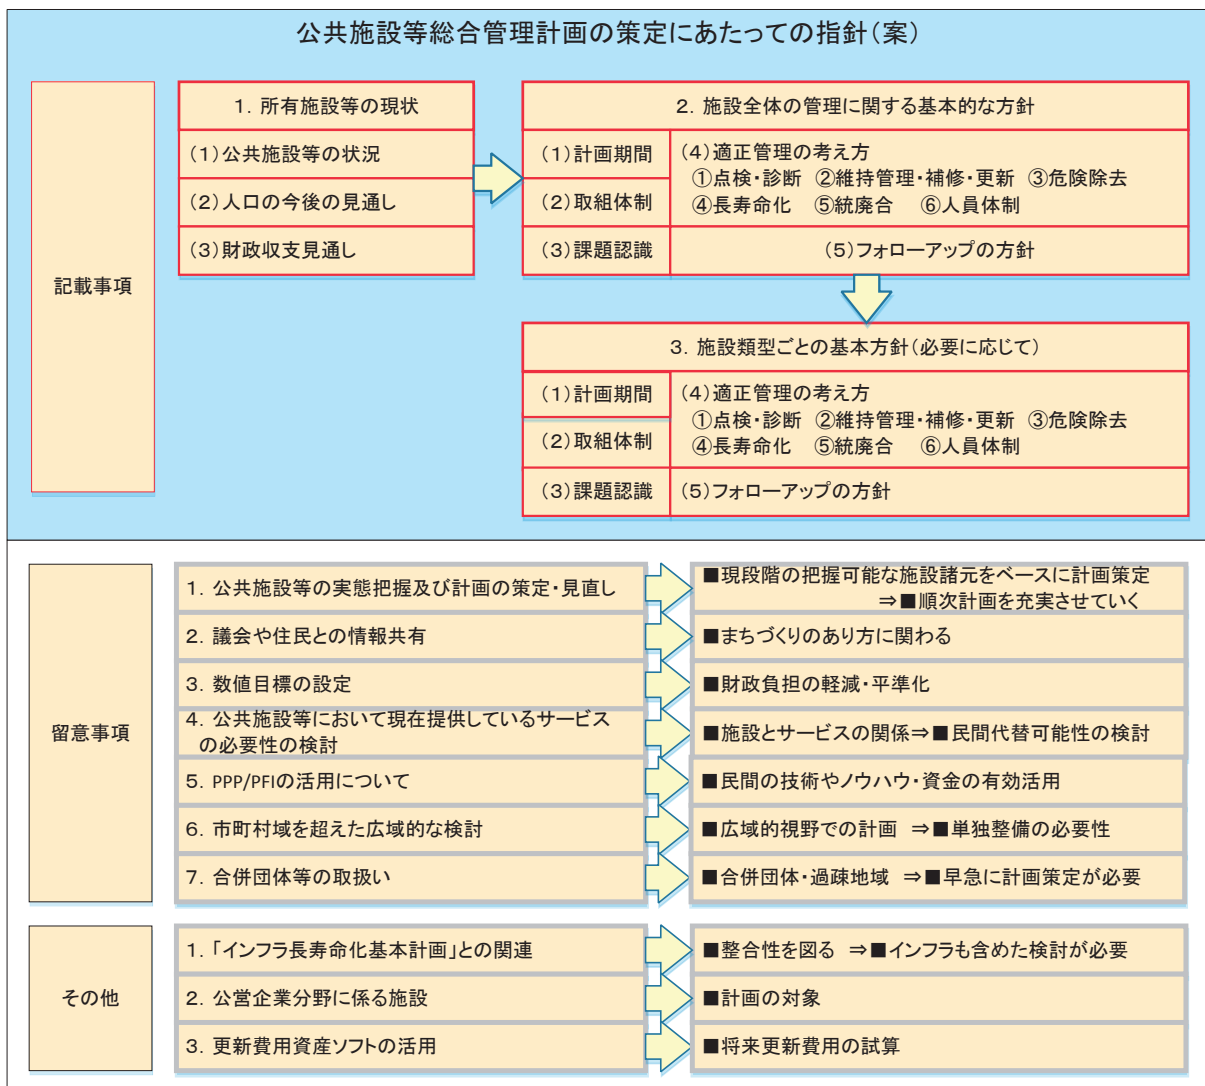 公共施設等総合管理計画の策定にあたっての指針(案)
記載事項
1.所有施設等の現状
(1)公共施設等の状況
(2)人口の今後の見通し
(3)財政収支見通し
2.施設全体の管理に関する基本的な方針
(1)計画期間
(2)取組体制
(3)課題認識
(4)適正管理の考え方
①点検・診断 ②維持管理・補修・更新 ③危険除去
④長寿命化 ⑤統廃合 ⑥人員体制
(5)フォローアップの方針
3.施設類型ごとの基本方針(必要に応じて)
(1)計画期間
(2)取組体制
(3)課題認識
(4)適正管理の考え方
①点検・診断 ②維持管理・補修・更新 ③危険除去
④長寿命化 ⑤統廃合 ⑥人員体制
(5)フォローアップの方針
留意事項
1.公共施設等の実態把握及び計画の策定・見直し
■現段階の把握可能な施設諸元をベースに計画策定
⇒■順次計画を充実させていく
2.議会や住民との情報共有
■まちづくりのあり方に関わる
3.数値目標の設定
■財政負担の軽減・平準化
4.公共施設等において現在提供しているサービス
の必要性の検討
■施設とサービスの関係⇒■民間代替可能性の検討
5.PPP/PFIの活用について
■民間の技術やノウハウ・資金の有効活用
6.市町村域を超えた広域的な検討
■広域的視野での計画 ⇒■単独整備の必要性
7.合併団体等の取扱い
■合併団体・過疎地域 ⇒■早急に計画策定が必要
その他
1.「インフラ長寿命化基本計画」との関連
■整合性を図る ⇒■インフラも含めた検討が必要
2.公営企業分野に係る施設
■計画の対象
3.更新費用資産ソフトの活用
■将来更新費用の試算